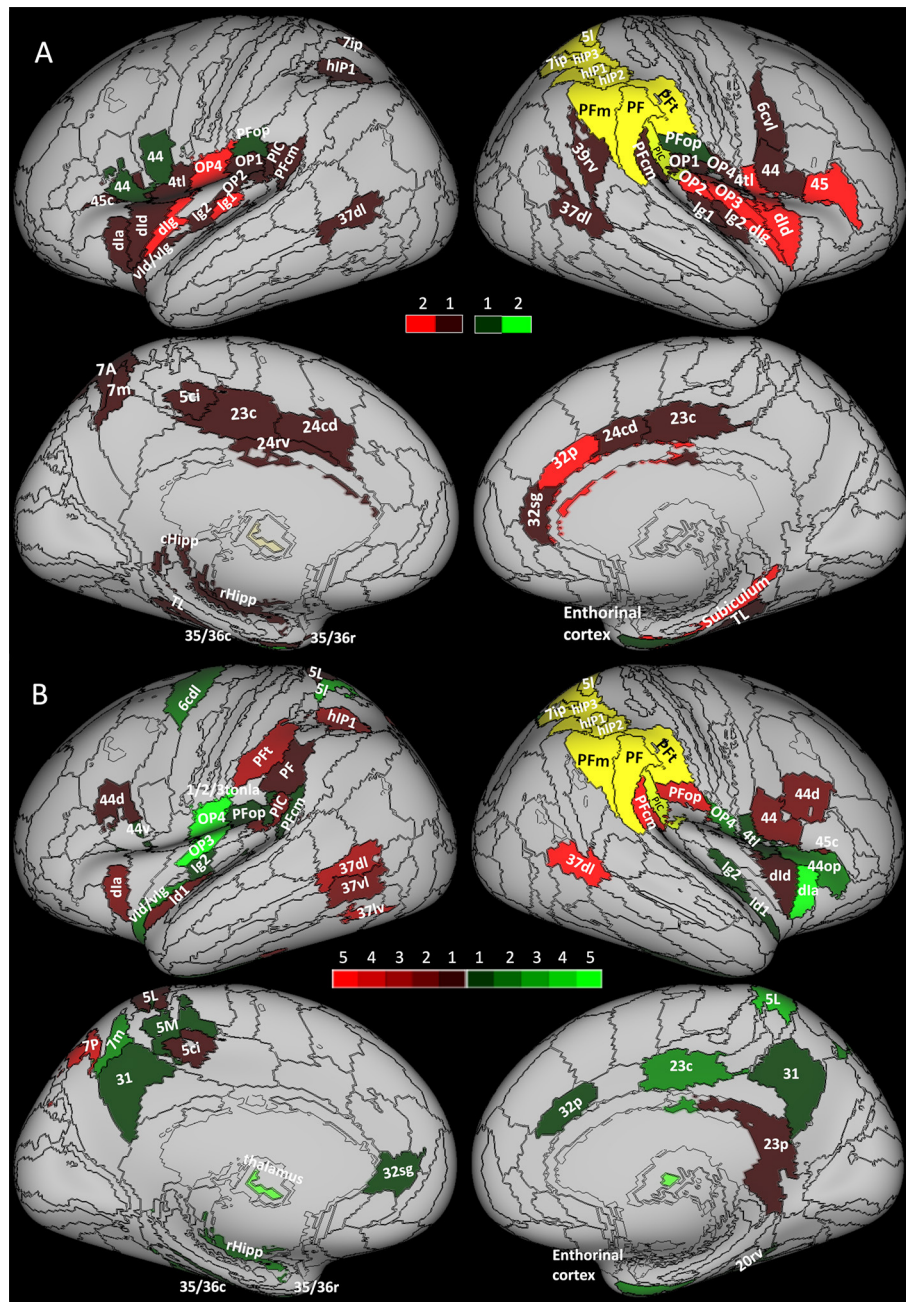 A
7ip
hIP1
44
44
45c
4tl
OP4
PFop
OP1
OP2
PIC
PFcm
dIa
dId
dIg
Ig2
Ig1
vId/vIg
37dl
5l
7ip
hIP3
hIP1
hIP2
PFm
PF
PFt
39rv
PFcm
PIC
PFop
OP1
OP4
4tl
6cvl
44
45
OP2
OP3
Ig1
Ig2
dIg
dId
37dl
2 1 1 2
7A
7m
5ci
23c
24cd
24rv
cHipp
rHipp
TL
35/36c
35/36r
32p
24cd
23c
32sg
Enthorinal
cortex
Subiculum
TL
B
6cdl
5L
5l
hIP1
PFt
PF
1/2/3tonIa
44d
44v
OP4
PFop
PIC
PFcm
OP3
Ig2
dIa
vId/vIg
Id1
37dl
37vl
37lv
5l
7ip
hIP3
hIP1
hIP2
PFm
PF
PFt
PFcm
PIC
PFop
OP4
4tl
44
44d
45c
44op
37dl
Ig2
dId
dIa
Id1
5 4 3 2 1 1 2 3 4 5
5L
7P
7m
5M
5ci
31
thalamus
32sg
rHipp
35/36c
35/36r
5L
23c
31
32p
23p
Enthorinal
cortex
20rv